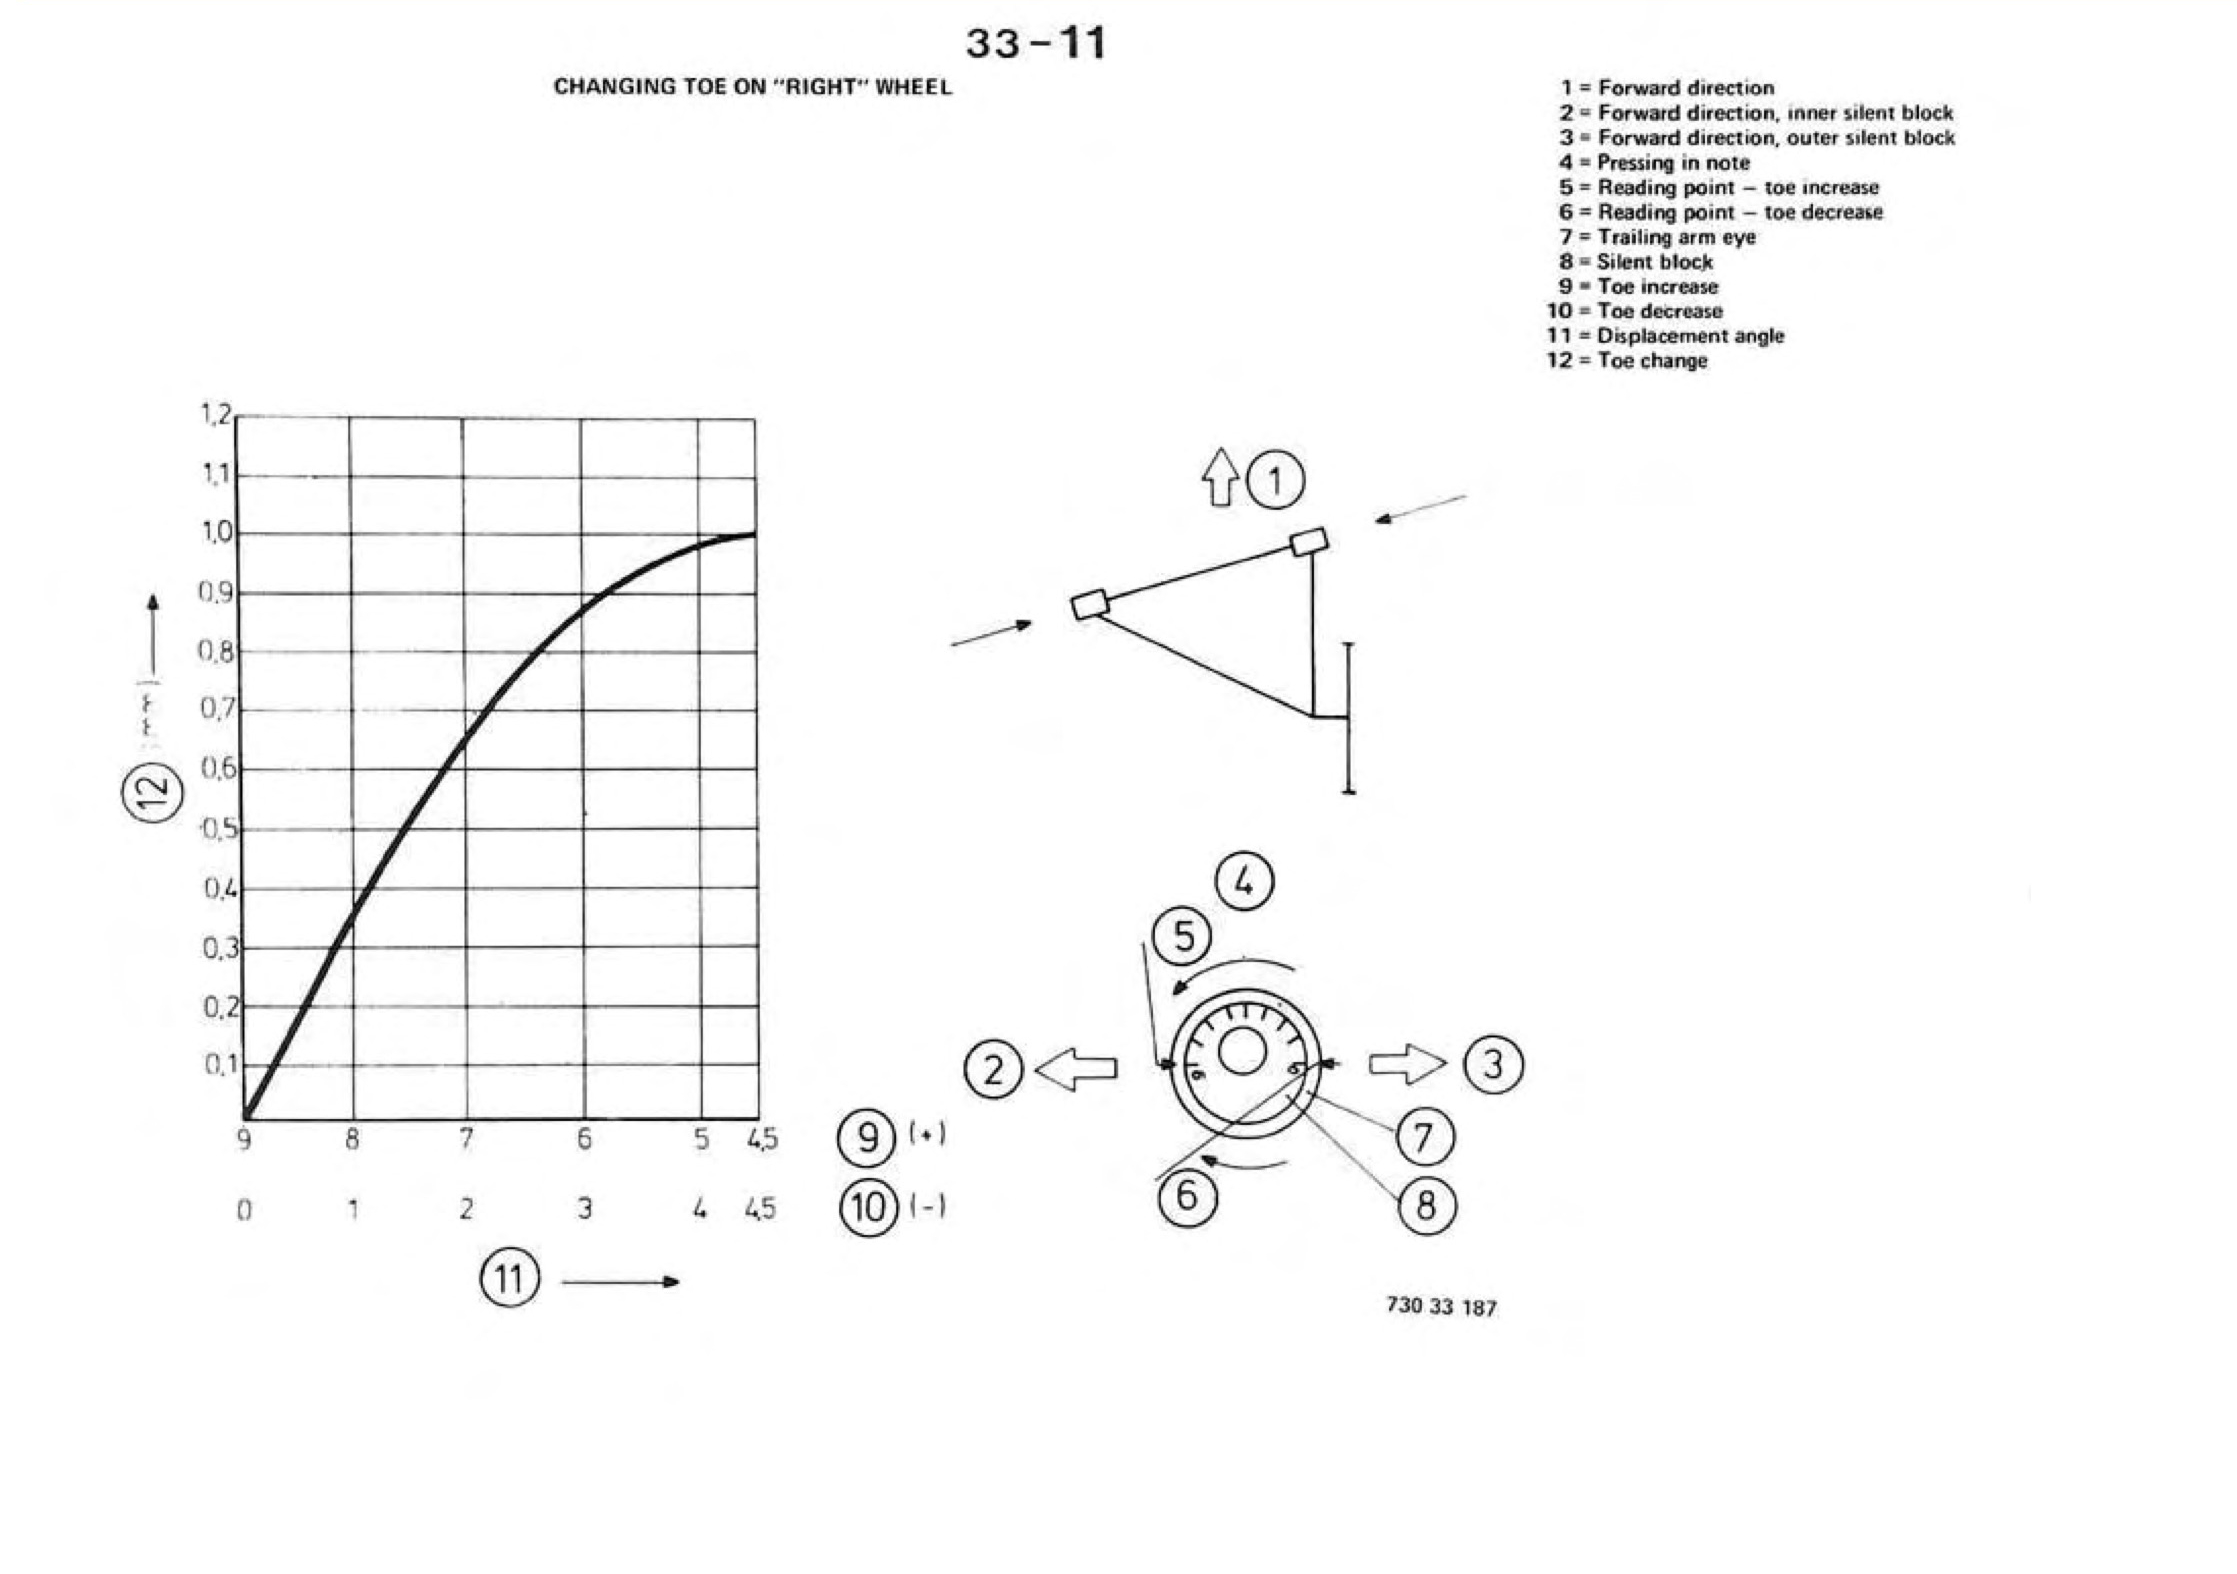 33-11
CHANGING TOE ON "RIGHT" WHEEL
1 = Forward direction
2 = Forward direction, inner silent block
3 = Forward direction, outer silent block
4 = Pressing in note
5 = Reading point — toe increase
6 = Reading point — toe decrease
7 = Trailing arm eye
8 = Silent block
9 = Toe increase
10 = Toe decrease
11 = Displacement angle
12 = Toe change
1,2
1,1
1,0
0,9
0,8
0,7
0,6
0,5
0,4
0,3
0,2
0,1
12
9 8 7 6 5 4,5
9 (+)
0 1 2 3 4 4,5
10 (-)
11
1
4
5
2
3
9 9
7
6
8
730 33 187